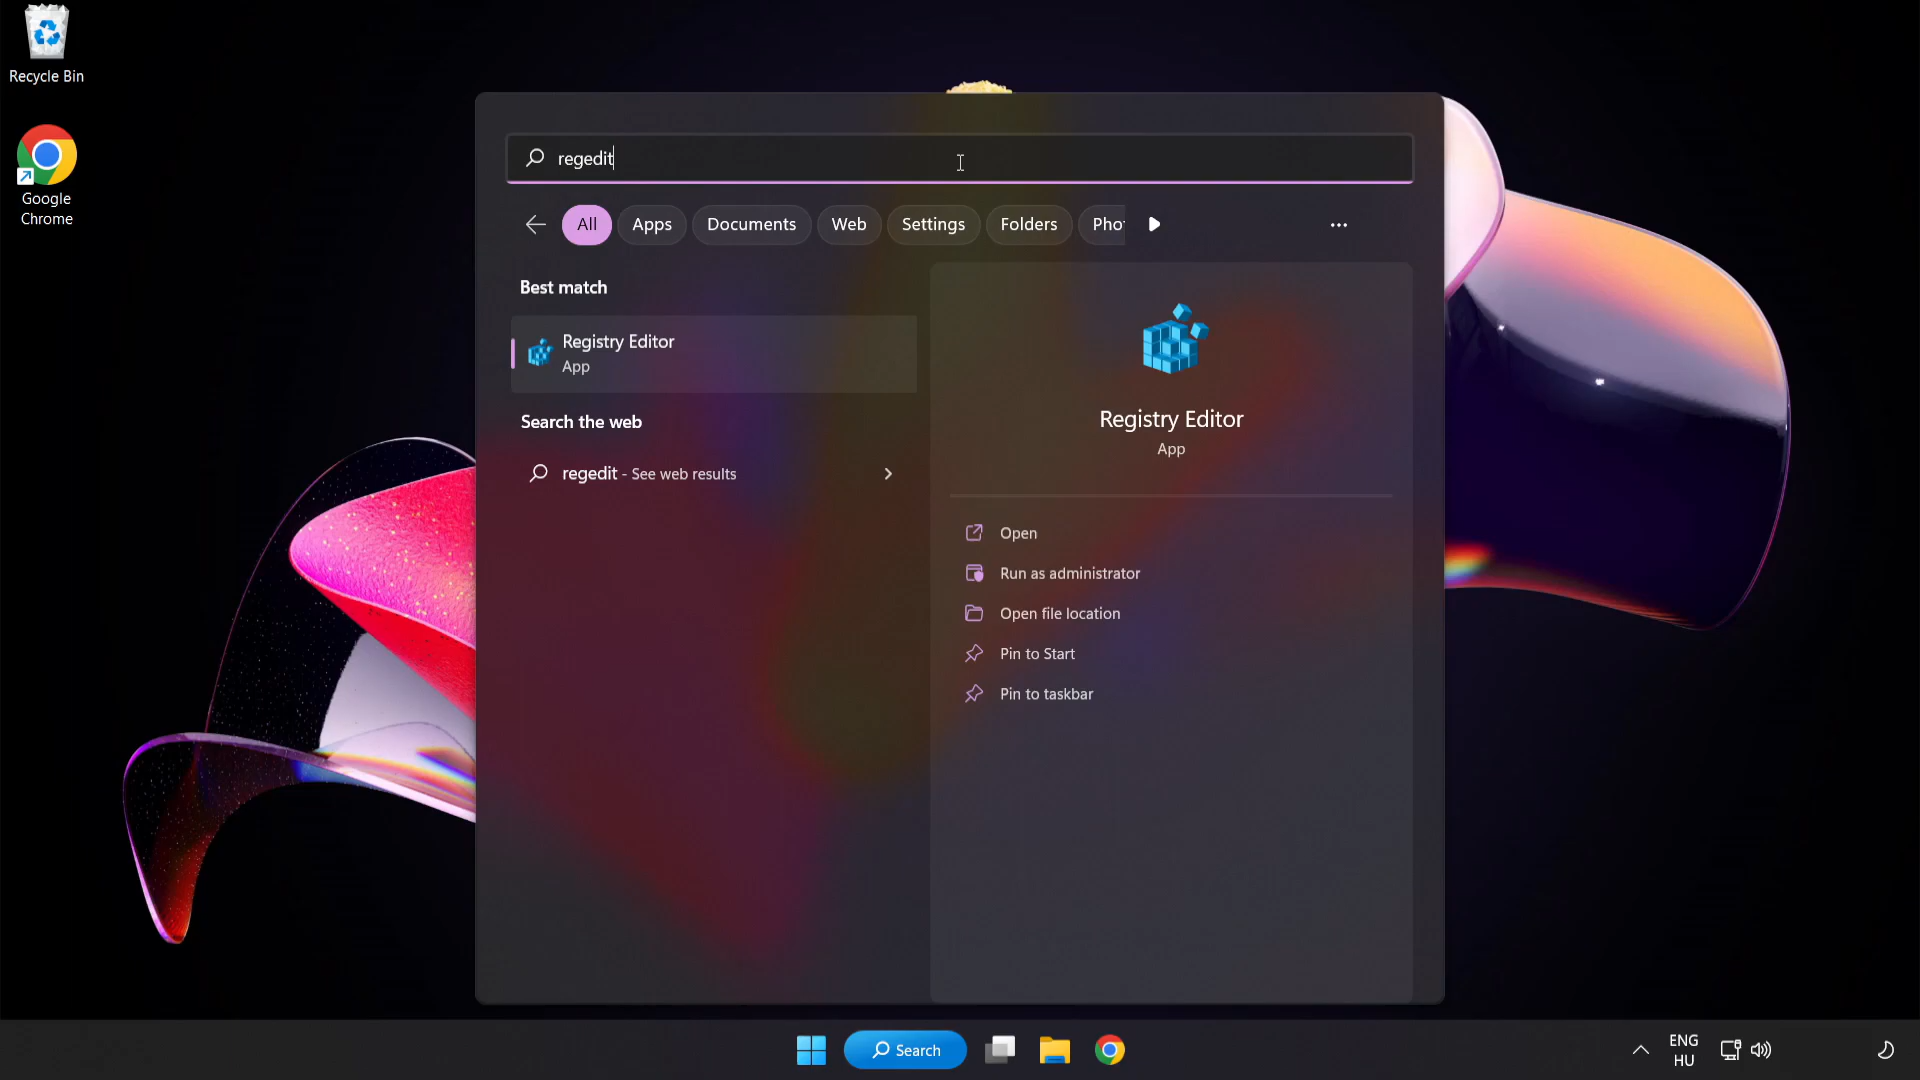 Recycle Bin
Google
Chrome
regedit
All
Apps
Documents
Web
Settings
Folders
Best match
Registry Editor
App
Search the web
regedit - See web results
Registry Editor
App
Open
Run as administrator
Open file location
Pin to Start
Pin to taskbar
Search
ENG
HU